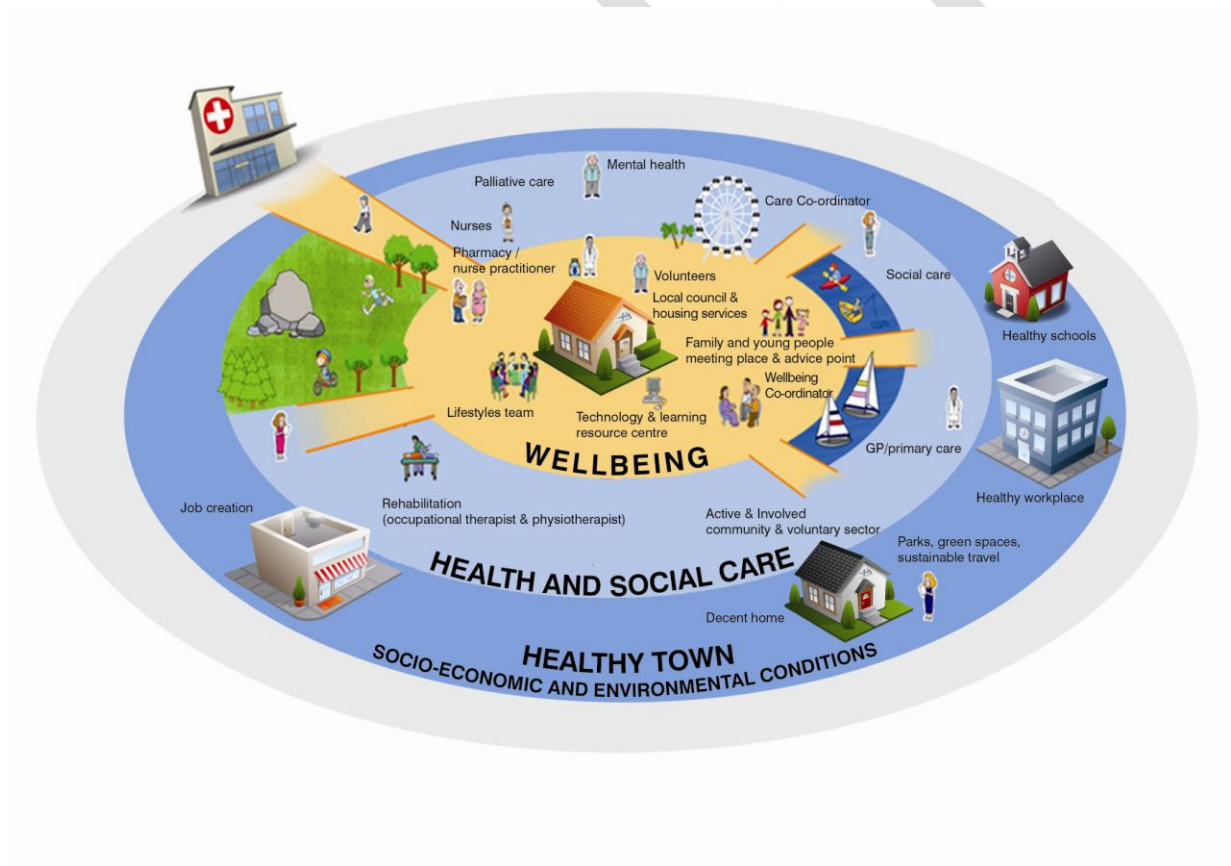 Mental health
Palliative care
Care Co-ordinator
Nurses
Pharmacy /
nurse practitioner
Volunteers
Social care
Local council &
housing services
Healthy schools
Family and young people
meeting place & advice point
Wellbeing
Co-ordinator
Lifestyles team
Technology & learning
resource centre
WELLBEING
GP/primary care
Healthy workplace
Rehabilitation
(occupational therapist & physiotherapist)
Job creation
Active & Involved
community & voluntary sector
Parks, green spaces,
sustainable travel
HEALTH AND SOCIAL CARE
Decent home
HEALTHY TOWN
SOCIO-ECONOMIC AND ENVIRONMENTAL CONDITIONS